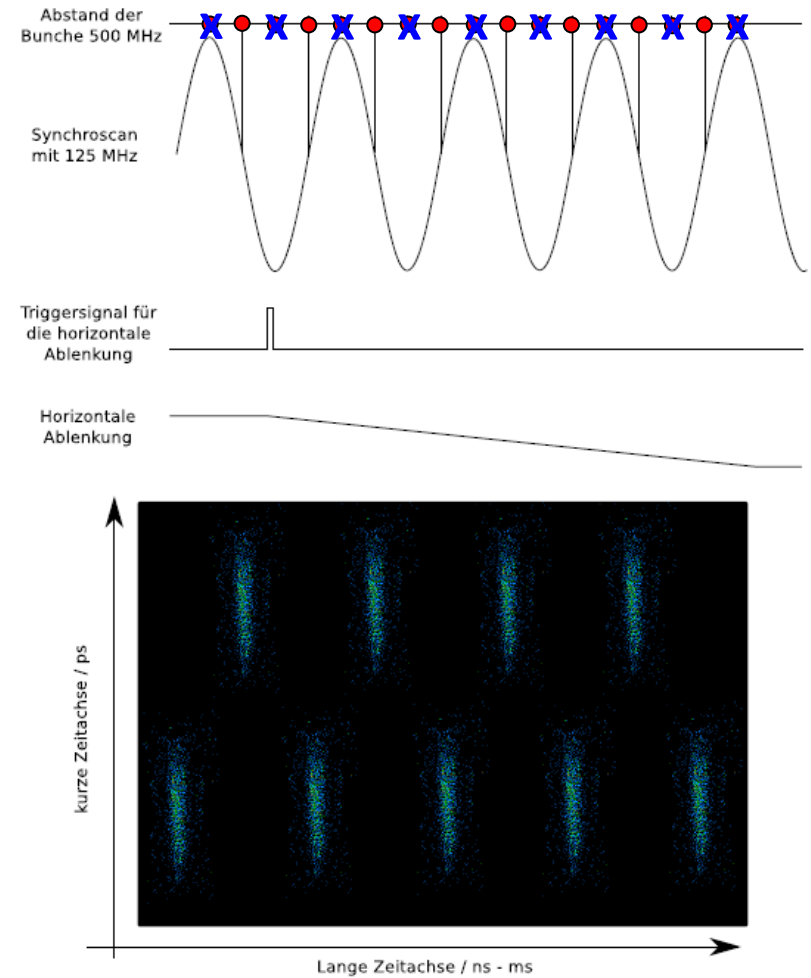 Abstand der
Bunche 500 MHz
Synchroscan
mit 125 MHz
Triggersignal für
die horizontale
Ablenkung
Horizontale
Ablenkung
kurze Zeitachse / ps
Lange Zeitachse / ns - ms